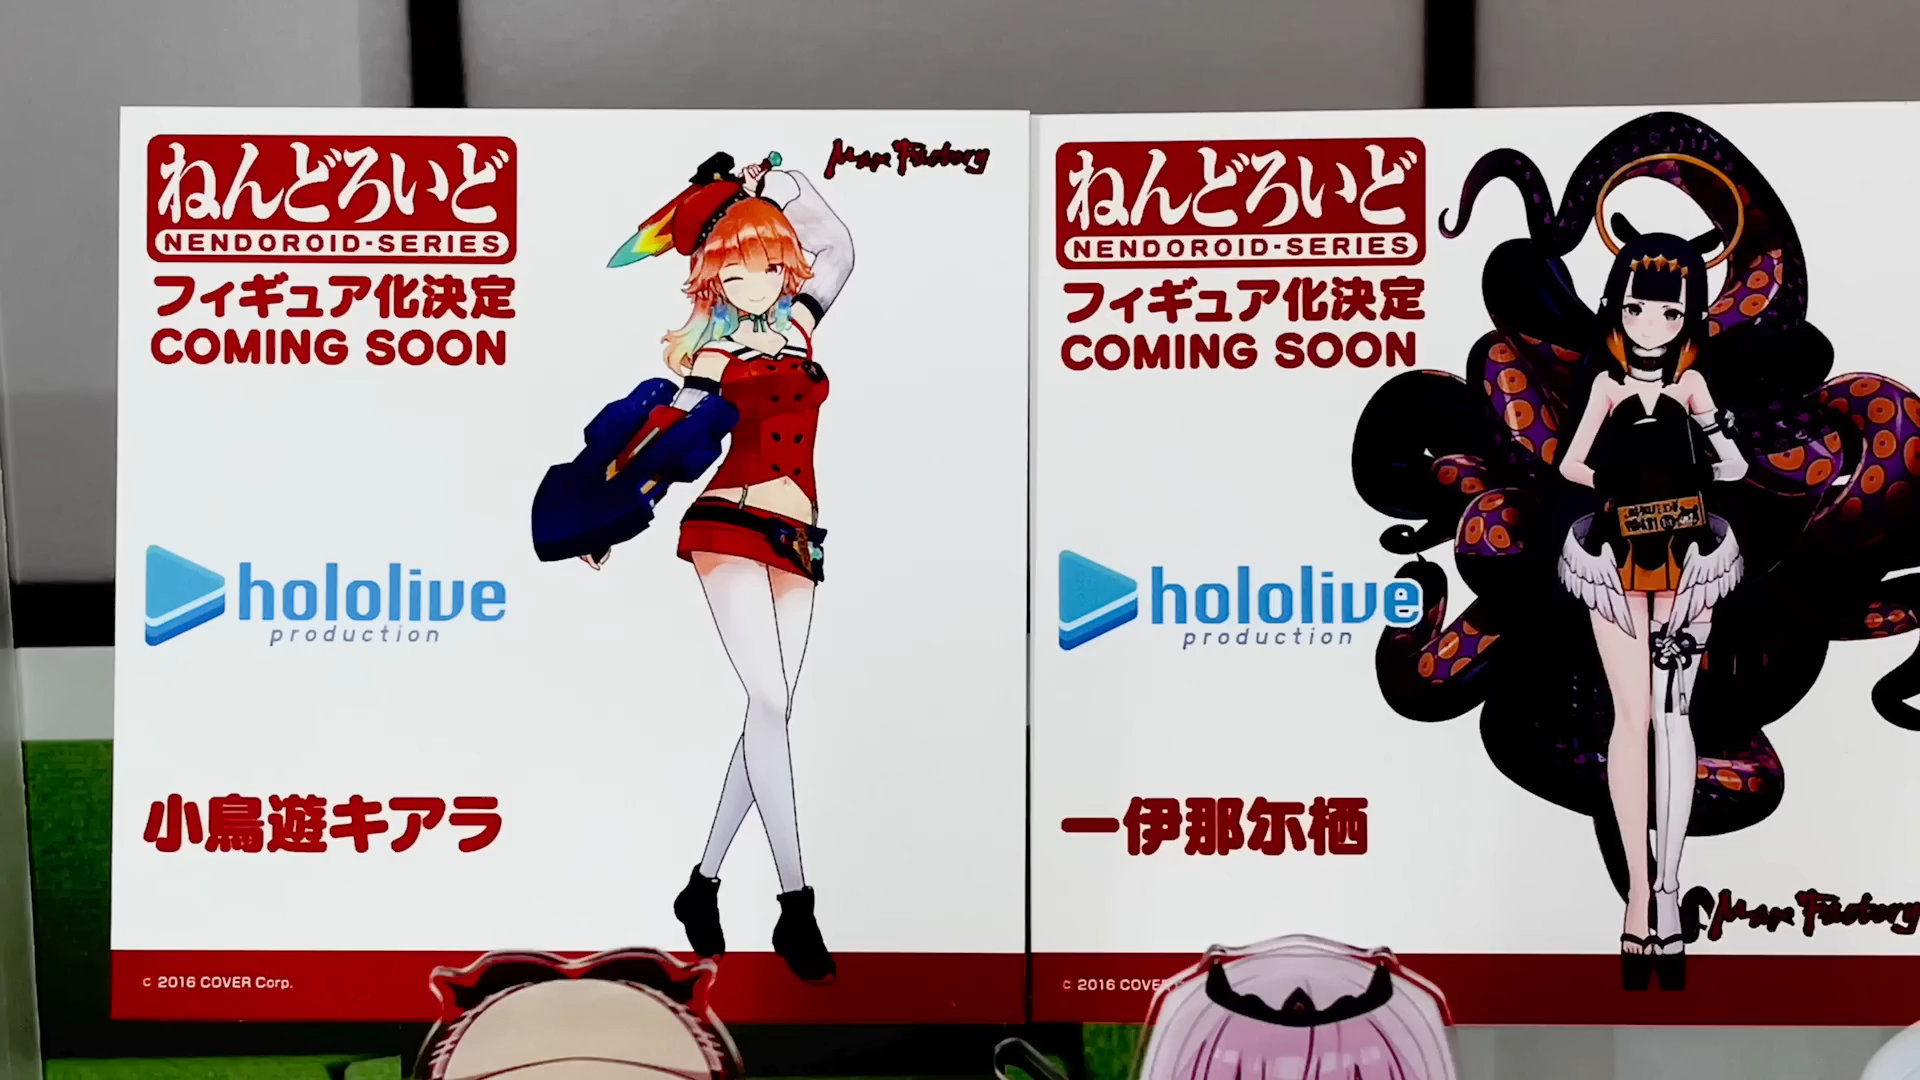 ねんどろいど
NENDOROID-SERIES
フィギュア化決定
COMING SOON
Max Factory
hololive
production
小鳥遊キアラ
c 2016 COVER Corp.
ねんどろいど
NENDOROID-SERIES
フィギュア化決定
COMING SOON
hololive
production
一伊那尓栖
Max Factory
c 2016 COVE